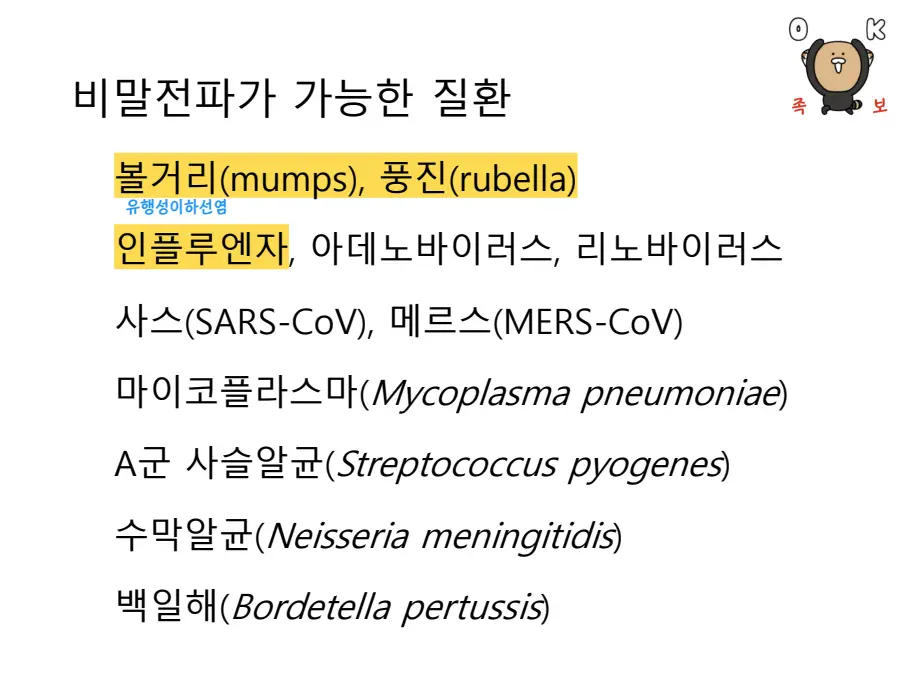 O K
족 보
비말전파가 가능한 질환
볼거리(mumps), 풍진(rubella)
유행성이하선염
인플루엔자, 아데노바이러스, 리노바이러스
사스(SARS-CoV), 메르스(MERS-CoV)
마이코플라스마(Mycoplasma pneumoniae)
A군 사슬알균(Streptococcus pyogenes)
수막알균(Neisseria meningitidis)
백일해(Bordetella pertussis)